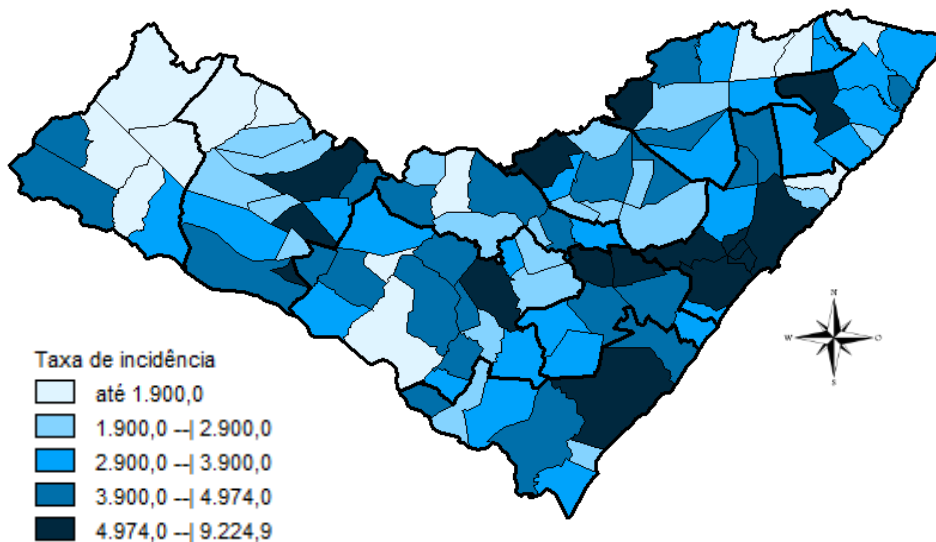 Taxa de incidência
até 1.900,0
1.900,0 --| 2.900,0
2.900,0 --| 3.900,0
3.900,0 --| 4.974,0
4.974,0 --| 9.224,9
N
W O
S